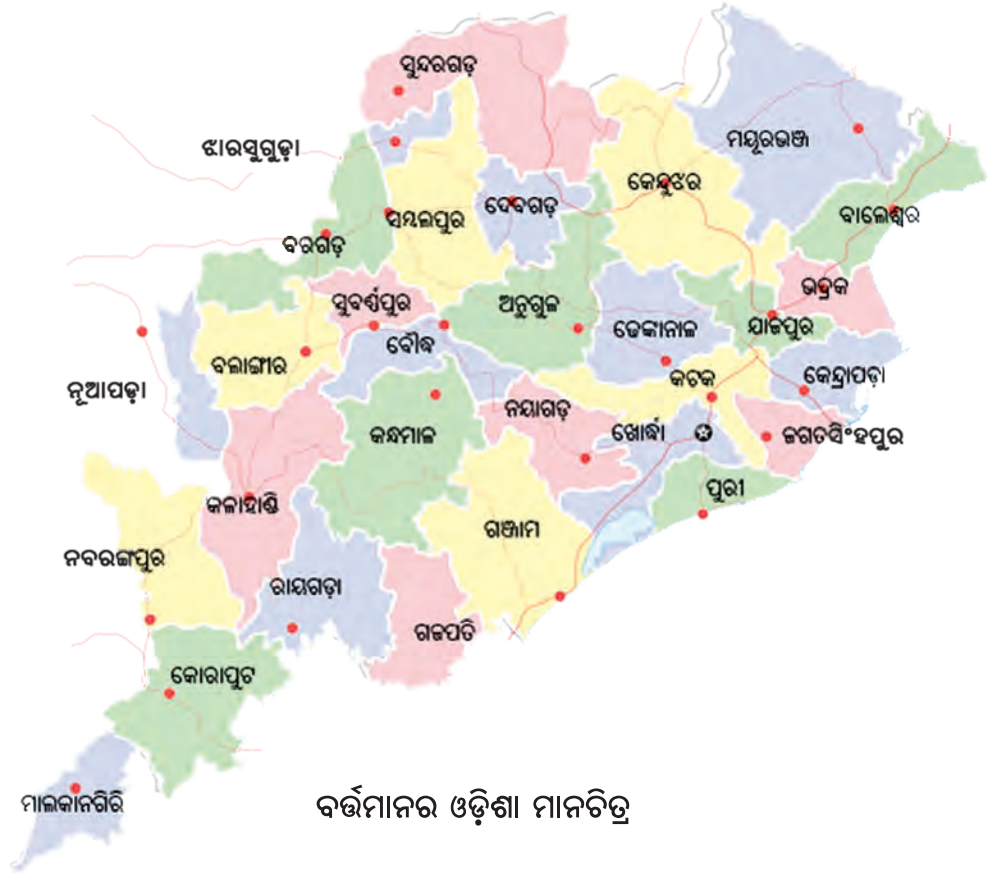 ସୁନ୍ଦରଗଡ଼
ଝାରସୁଗୁଡ଼ା
ମୟୂରଭଞ୍ଜ
କେନ୍ଦୁଝର
ଦେବଗଡ଼
ସମ୍ବଲପୁର
ବାଲେଶ୍ୱର
ବରଗଡ଼
ଭଦ୍ରକ
ସୁବର୍ଣ୍ଣପୁର
ଅନୁଗୁଳ
ଯାଜପୁର
ଢେଙ୍କାନାଳ
ବୌଦ୍ଧ
ବଲାଙ୍ଗୀର
କଟକ
କେନ୍ଦ୍ରାପଡ଼ା
ନୂଆପଡ଼ା
ନୟାଗଡ଼
ଖୋର୍ଦ୍ଧା
ଜଗତସିଂହପୁର
କନ୍ଧମାଳ
ପୁରୀ
କଳାହାଣ୍ଡି
ଗଞ୍ଜାମ
ନବରଙ୍ଗପୁର
ରାୟଗଡ଼ା
ଗଜପତି
କୋରାପୁଟ
ମାଲକାନଗିରି
ବର୍ତ୍ତମାନର ଓଡ଼ିଶା ମାନଚିତ୍ର